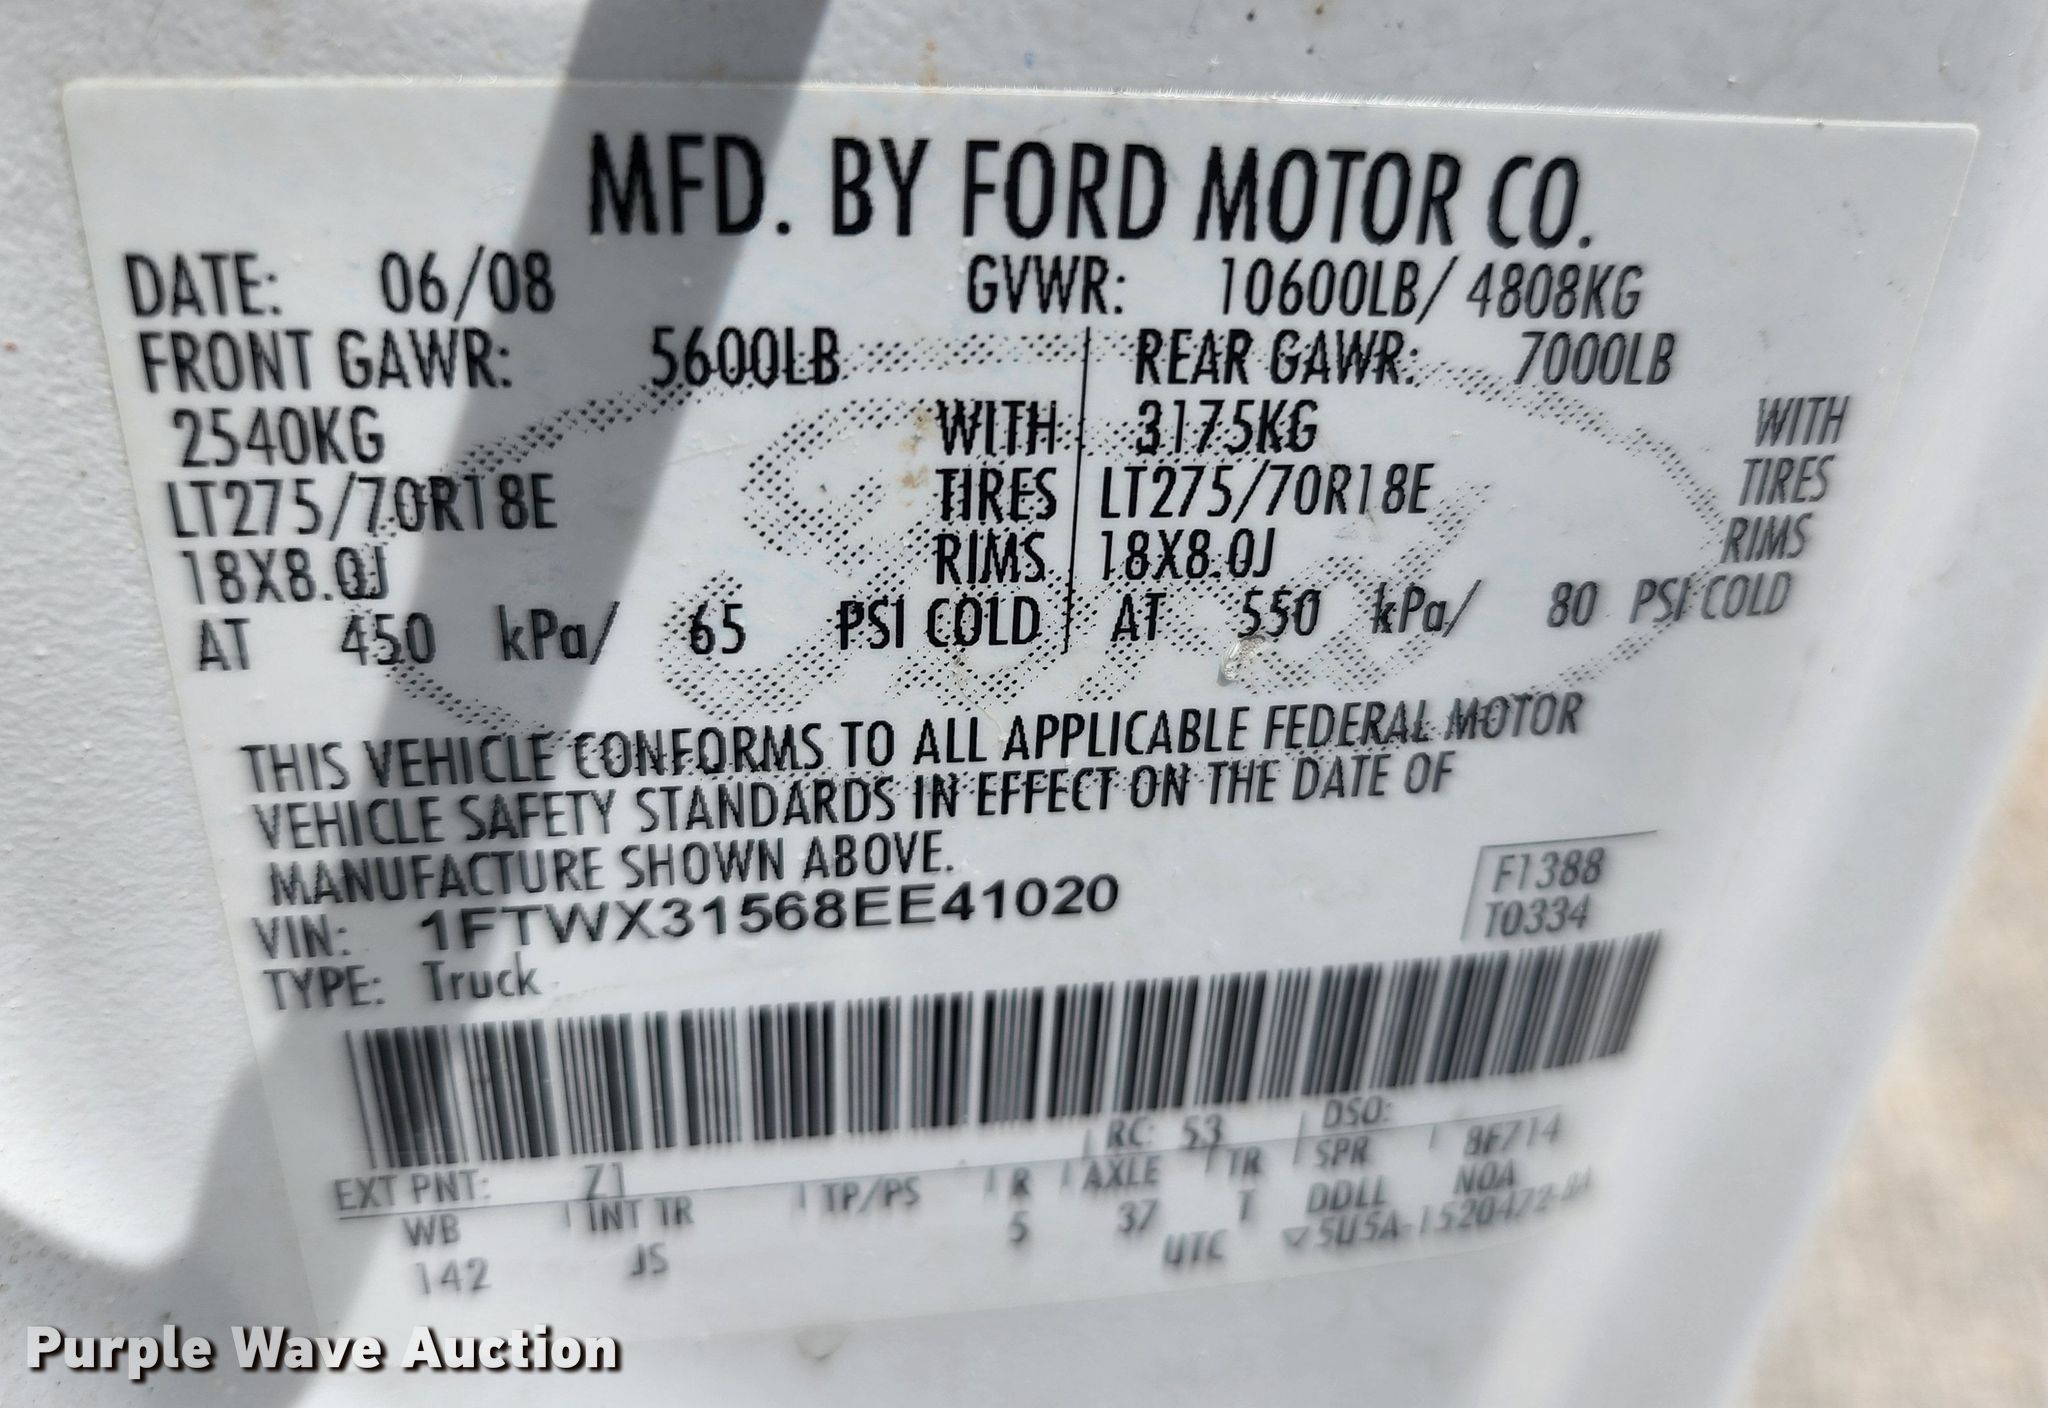 MFD. BY FORD MOTOR CO.
DATE: 06/08 GVWR: 10600LB/ 4808KG
FRONT GAWR: 5600LB REAR GAWR: 7000LB
2540KG WITH 3175KG WITH
LT275/70R18E TIRES LT275/70R18E TIRES
18X8.0J RIMS 18X8.0J RIMS
AT 450 kPa/ 65 PSI COLD AT 550 kPa/ 80 PSI COLD
THIS VEHICLE CONFORMS TO ALL APPLICABLE FEDERAL MOTOR
VEHICLE SAFETY STANDARDS IN EFFECT ON THE DATE OF
MANUFACTURE SHOWN ABOVE.
VIN: 1FTWX31568EE41020
F1388
T0334
TYPE: Truck
EXT PNT: Z1 RC: 53 DSO:
WB INT TR TP/PS R AXLE TR SPR 8F714
142 JS 5 37 T DDLL NOA
UTC
Purple Wave Auction